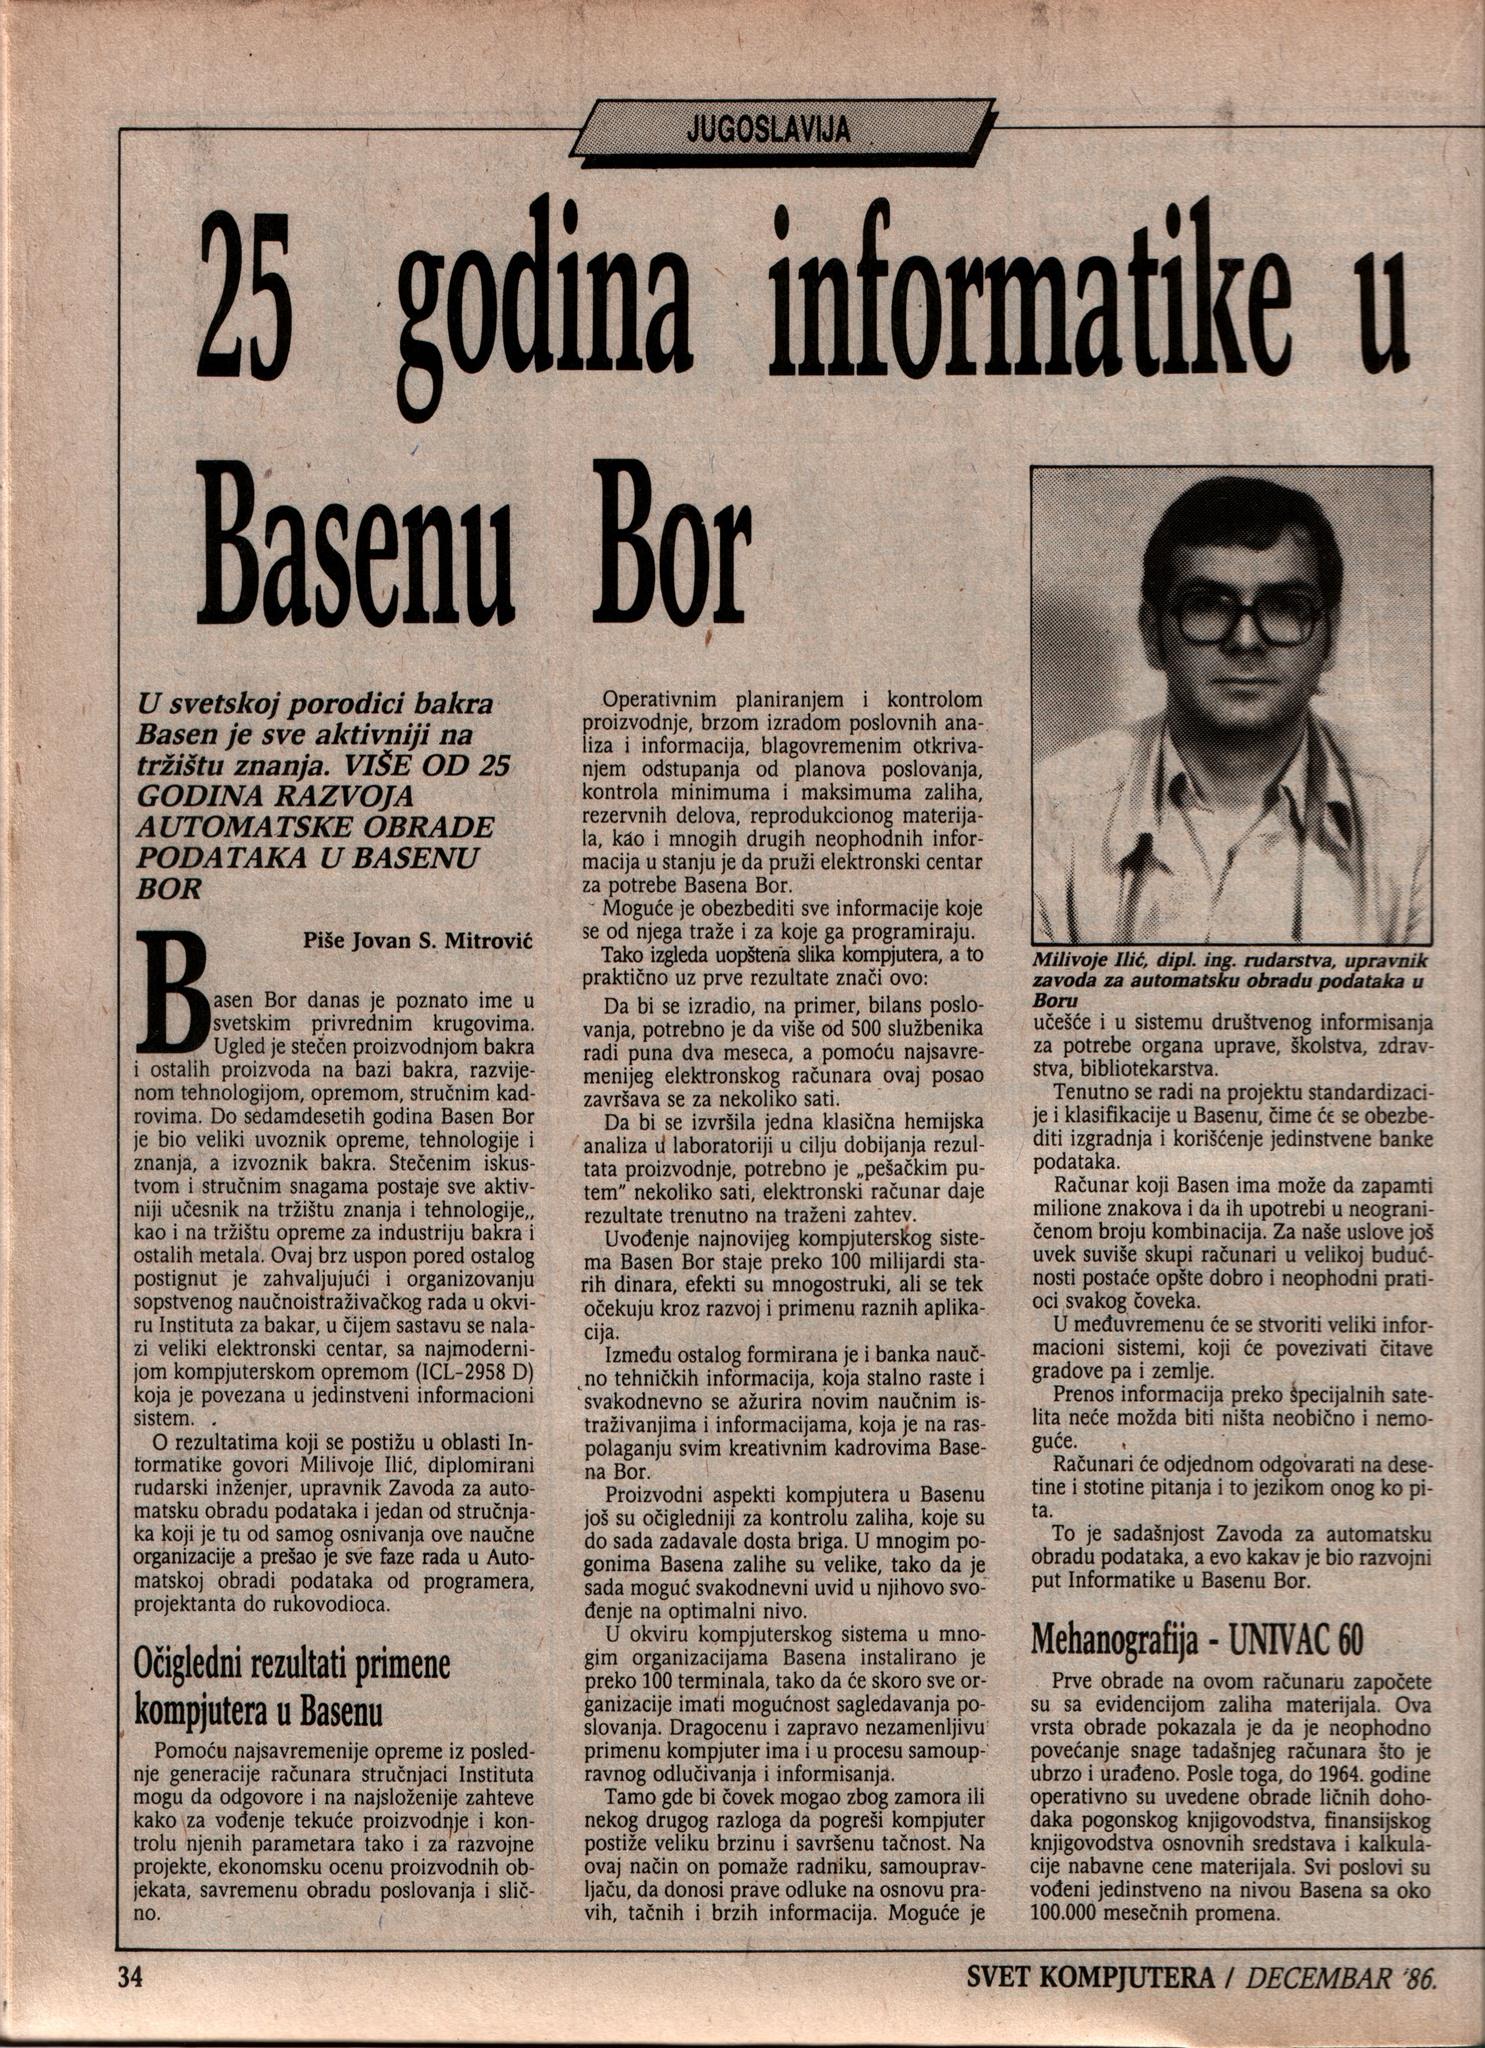 JUGOSLAVIJA
25 godina informatike u
Basenu Bor
U svetskoj porodici bakra
Basen je sve aktivniji na
tržištu znanja. VIŠE OD 25
GODINA RAZVOJA
AUTOMATSKE OBRADE
PODATAKA U BASENU
BOR
Piše Jovan S. Mitrović
Basen Bor danas je poznato ime u
svetskim privrednim krugovima.
Ugled je stečen proizvodnjom bakra
i ostalih proizvoda na bazi bakra, razvije-
nom tehnologijom, opremom, stručnim kad-
rovima. Do sedamdesetih godina Basen Bor
je bio veliki uvoznik opreme, tehnologije i
znanja, a izvoznik bakra. Stečenim iskus-
tvom i stručnim snagama postaje sve aktiv-
niji učesnik na tržištu znanja i tehnologije,,
kao i na tržištu opreme za industriju bakra i
ostalih metala. Ovaj brz uspon pored ostalog
postignut je zahvaljujući i organizovanju
sopstvenog naučnoistraživačkog rada u okvi-
ru Instituta za bakar, u čijem sastavu se nala-
zi veliki elektronski centar, sa najmoderni-
jom kompjuterskom opremom (ICL-2958 D)
koja je povezana u jedinstveni informacioni
sistem.
O rezultatima koji se postižu u oblasti In-
formatike govori Milivoje Ilić, diplomirani
rudarski inženjer, upravnik Zavoda za auto-
matsku obradu podataka i jedan od stručnja-
ka koji je tu od samog osnivanja ove naučne
organizacije a prešao je sve faze rada u Auto-
matskoj obradi podataka od programera,
projektanta do rukovodioca.
Očigledni rezultati primene
kompjutera u Basenu
Pomoću najsavremenije opreme iz posled-
nje generacije računara stručnjaci Instituta
mogu da odgovore i na najsloženije zahteve
kako za vođenje tekuće proizvodnje i kon-
trolu njenih parametara tako i za razvojne
projekte, ekonomsku ocenu proizvodnih ob-
jekata, savremenu obradu poslovanja i slič-
no.
Operativnim planiranjem i kontrolom
proizvodnje, brzom izradom poslovnih ana-
liza i informacija, blagovremenim otkriva-
njem odstupanja od planova poslovanja,
kontrola minimuma i maksimuma zaliha,
rezervnih delova, reprodukcionog materija-
la, kao i mnogih drugih neophodnih infor-
macija u stanju je da pruži elektronski centar
za potrebe Basena Bor.
Moguće je obezbediti sve informacije koje
se od njega traže i za koje ga programiraju.
Tako izgleda uopštena slika kompjutera, a to
praktično uz prve rezultate znači ovo:
Da bi se izradio, na primer, bilans poslo-
vanja, potrebno je da više od 500 službenika
radi puna dva meseca, a pomoću najsavre-
menijeg elektronskog računara ovaj posao
završava se za nekoliko sati.
Da bi se izvršila jedna klasična hemijska
analiza u laboratoriji u cilju dobijanja rezul-
tata proizvodnje, potrebno je „pešačkim pu-
tem" nekoliko sati, elektronski računar daje
rezultate trenutno na traženi zahtev.
Uvođenje najnovijeg kompjuterskog siste-
ma Basen Bor staje preko 100 milijardi sta-
rih dinara, efekti su mnogostruki, ali se tek
očekuju kroz razvoj i primenu raznih aplika-
cija.
Između ostalog formirana je i banka nauč-
no tehničkih informacija, koja stalno raste i
svakodnevno se ažurira novim naučnim is-
traživanjima i informacijama, koja je na ras-
polaganju svim kreativnim kadrovima Base-
na Bor.
Proizvodni aspekti kompjutera u Basenu
još su očigledniji za kontrolu zaliha, koje su
do sada zadavale dosta briga. U mnogim po-
gonima Basena zalihe su velike, tako da je
sada moguć svakodnevni uvid u njihovo svo-
đenje na optimalni nivo.
U okviru kompjuterskog sistema u mno-
gim organizacijama Basena instalirano je
preko 100 terminala, tako da će skoro sve or-
ganizacije imati mogućnost sagledavanja po-
slovanja. Dragocenu i zapravo nezamenljivu
primenu kompjuter ima i u procesu samoup-
ravnog odlučivanja i informisanja.
Tamo gde bi čovek mogao zbog zamora ili
nekog drugog razloga da pogreši kompjuter
postiže veliku brzinu i savršenu tačnost. Na
ovaj način on pomaže radniku, samouprav-
ljaču, da donosi prave odluke na osnovu pra-
vih, tačnih i brzih informacija. Moguće je
Milivoje Ilić, dipl. ing. rudarstva, upravnik
zavoda za automatsku obradu podataka u
Boru
učešće i u sistemu društvenog informisanja
za potrebe organa uprave, školstva, zdrav-
stva, bibliotekarstva.
Tenutno se radi na projektu standardizaci-
je i klasifikacije u Basenu, čime će se obezbe-
diti izgradnja i korišćenje jedinstvene banke
podataka.
Računar koji Basen ima može da zapamti
milione znakova i da ih upotrebi u neograni-
čenom broju kombinacija. Za naše uslove još
uvek suviše skupi računari u velikoj buduć-
nosti postaće opšte dobro i neophodni prati-
oci svakog čoveka.
U međuvremenu će se stvoriti veliki infor-
macioni sistemi, koji će povezivati čitave
gradove pa i zemlje.
Prenos informacija preko specijalnih sate-
lita neće možda biti ništa neobično i nemo-
guće.
Računari će odjednom odgovarati na dese-
tine i stotine pitanja i to jezikom onog ko pi-
ta.
To je sadašnjost Zavoda za automatsku
obradu podataka, a evo kakav je bio razvojni
put Informatike u Basenu Bor.
Mehanografija - UNIVAC 60
Prve obrade na ovom računaru započete
su sa evidencijom zaliha materijala. Ova
vrsta obrade pokazala je da je neophodno
povećanje snage tadašnjeg računara što je
ubrzo i urađeno. Posle toga, do 1964. godine
operativno su uvedene obrade ličnih doho-
daka pogonskog knjigovodstva, finansijskog
knjigovodstva osnovnih sredstava i kalkula-
cije nabavne cene materijala. Svi poslovi su
vođeni jedinstveno na nivou Basena sa oko
100.000 mesečnih promena.
34
SVET KOMPJUTERA / DECEMBAR '86.